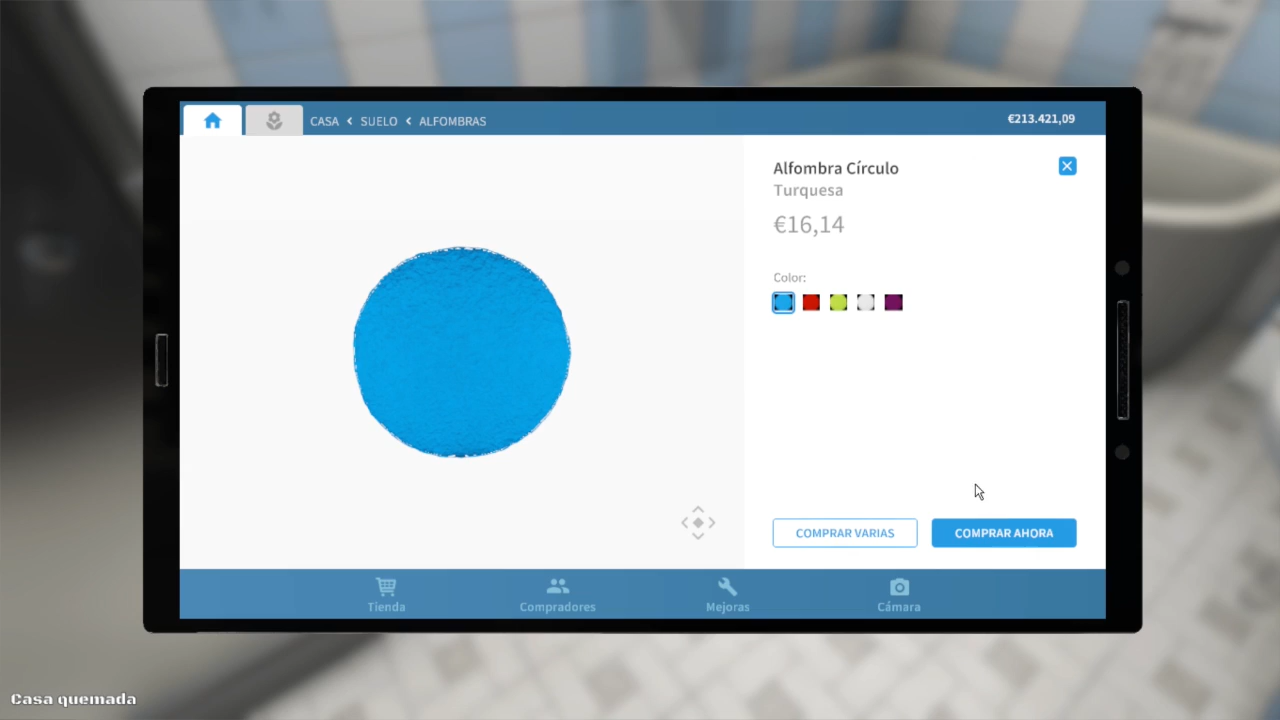 CASA < SUELO < ALFOMBRAS
€213.421,09
Alfombra Círculo
Turquesa
€16,14
Color:
COMPRAR VARIAS
COMPRAR AHORA
Tienda
Compradores
Mejoras
Cámara
Casa quemada